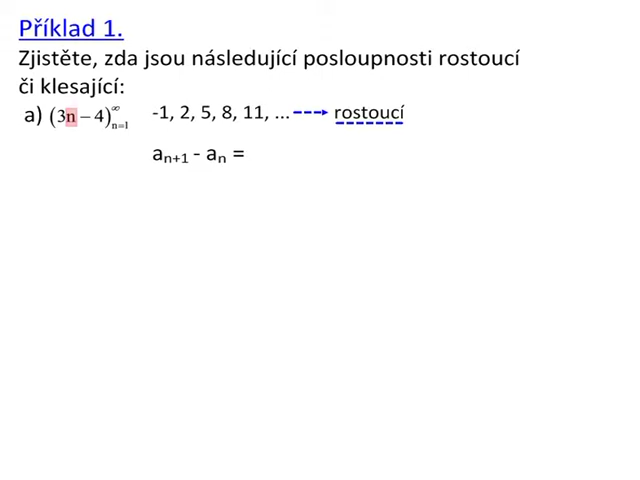 Příklad 1.
Zjistěte, zda jsou následující posloupnosti rostoucí
či klesající:
a) (3n − 4)∞n=1 -1, 2, 5, 8, 11, ... rostoucí
an+1 - an =